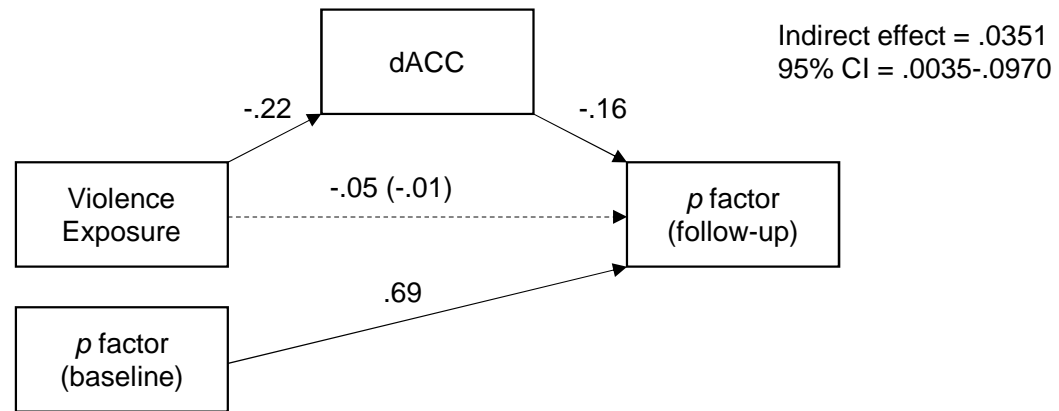 dACC
Indirect effect = .0351
95% CI = .0035-.0970
-.22
-.16
Violence
Exposure
-.05 (-.01)
p factor
(follow-up)
.69
p factor
(baseline)